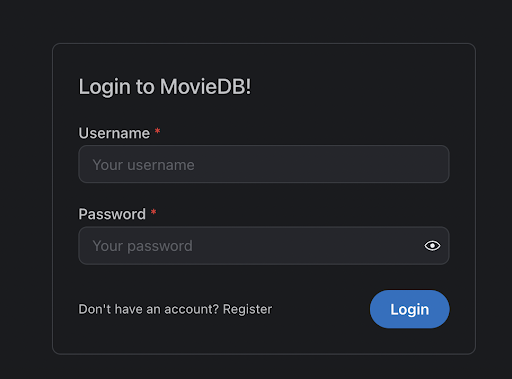 Login to MovieDB!
Username *
Your username
Password *
Your password
Don't have an account? Register
Login